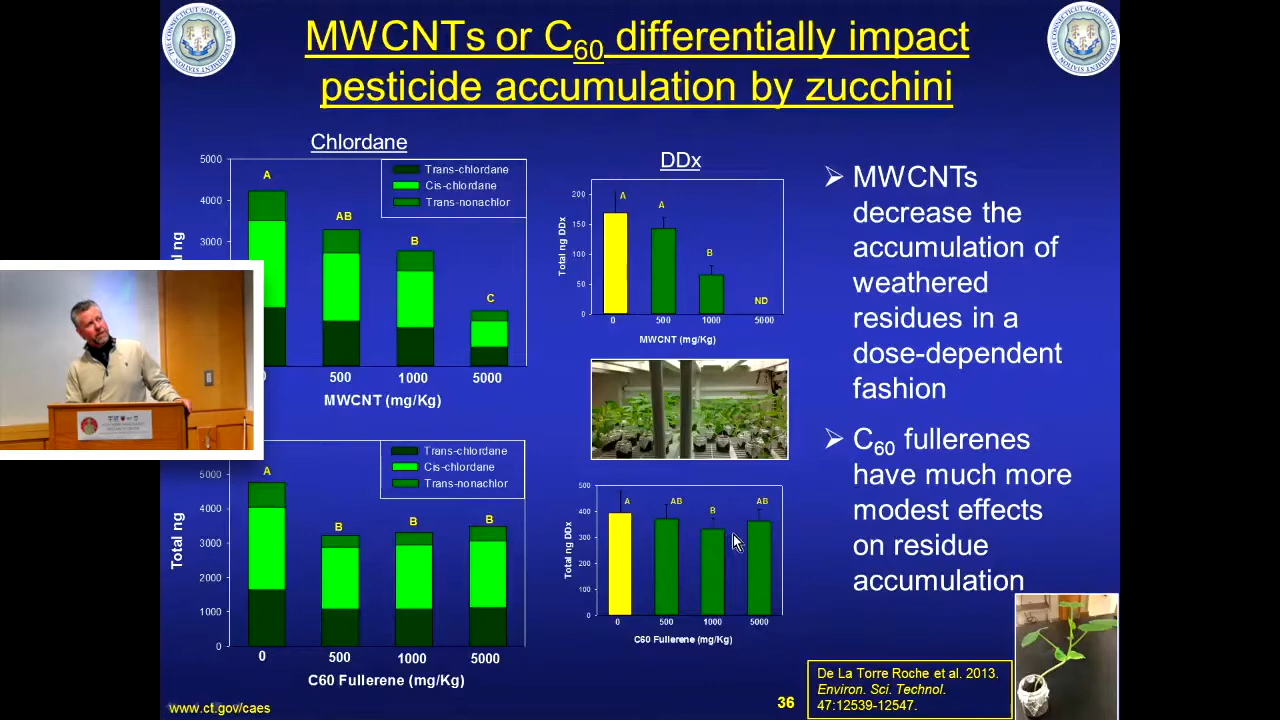 MWCNTs or C60 differentially impact
pesticide accumulation by zucchini
Chlordane
5000
4000
3000
Trans-chlordane
Cis-chlordane
Trans-nonachlor
A
AB
B
C
500
1000
5000
MWCNT (mg/Kg)
DDx
Total ng DDx
200
150
100
50
0
A
A
B
ND
0
500
1000
5000
MWCNT (mg/Kg)
Total ng
5000
4000
3000
2000
1000
0
Trans-chlordane
Cis-chlordane
Trans-nonachlor
A
B
B
B
0
500
1000
5000
C60 Fullerene (mg/Kg)
Total ng DDx
500
400
300
200
100
0
A
AB
B
AB
0
500
1000
5000
C60 Fullerene (mg/Kg)
➢ MWCNTs
decrease the
accumulation of
weathered
residues in a
dose-dependent
fashion
➢ C60 fullerenes
have much more
modest effects
on residue
accumulation
De La Torre Roche et al. 2013.
Environ. Sci. Technol.
47:12539-12547.
www.ct.gov/caes
36